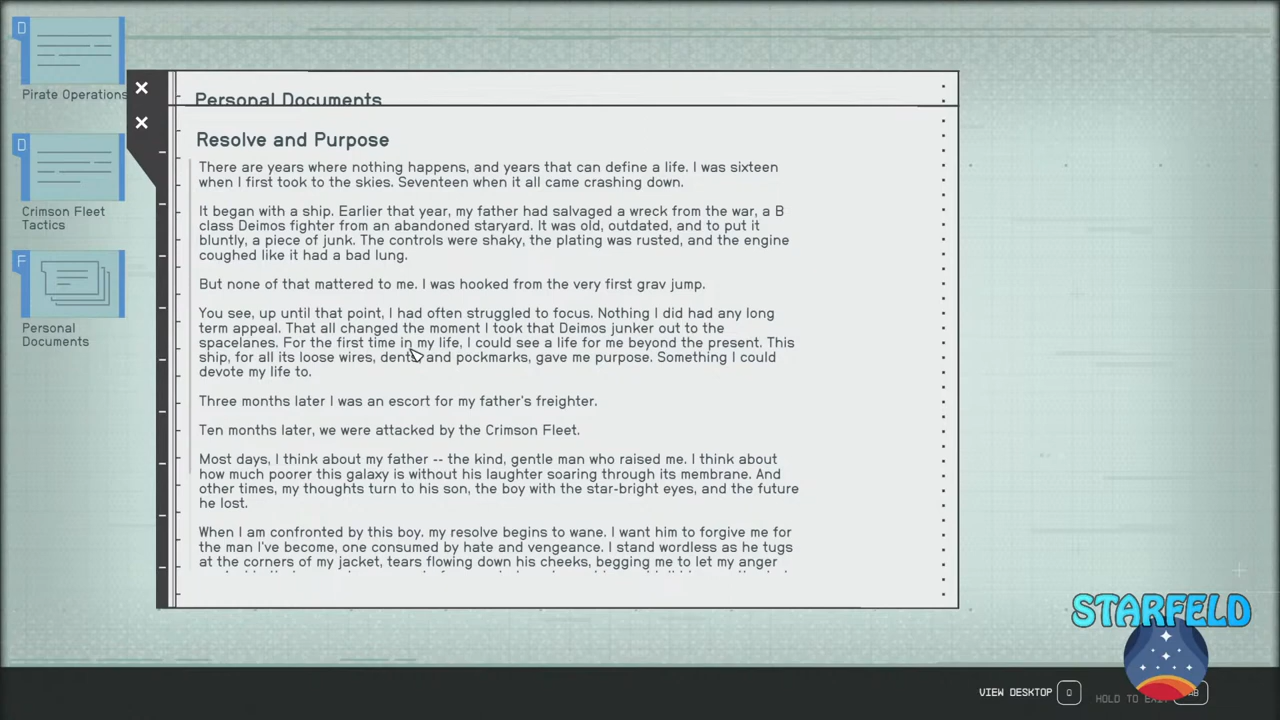 D
Pirate Operations
D
Crimson Fleet
Tactics
F
Personal
Documents
Personal Documents
Resolve and Purpose
There are years where nothing happens, and years that can define a life. I was sixteen
when I first took to the skies. Seventeen when it all came crashing down.
It began with a ship. Earlier that year, my father had salvaged a wreck from the war, a B
class Deimos fighter from an abandoned staryard. It was old, outdated, and to put it
bluntly, a piece of junk. The controls were shaky, the plating was rusted, and the engine
coughed like it had a bad lung.
But none of that mattered to me. I was hooked from the very first grav jump.
You see, up until that point, I had often struggled to focus. Nothing I did had any long
term appeal. That all changed the moment I took that Deimos junker out to the
spacelanes. For the first time in my life, I could see a life for me beyond the present. This
ship, for all its loose wires, dents and pockmarks, gave me purpose. Something I could
devote my life to.
Three months later I was an escort for my father's freighter.
Ten months later, we were attacked by the Crimson Fleet.
Most days, I think about my father -- the kind, gentle man who raised me. I think about
how much poorer this galaxy is without his laughter soaring through its membrane. And
other times, my thoughts turn to his son, the boy with the star-bright eyes, and the future
he lost.
When I am confronted by this boy, my resolve begins to wane. I want him to forgive me for
the man I've become, one consumed by hate and vengeance. I stand wordless as he tugs
at the corners of my jacket, tears flowing down his cheeks, begging me to let my anger
STARFELD
VIEW DESKTOP Q
HOLD TO EXIT